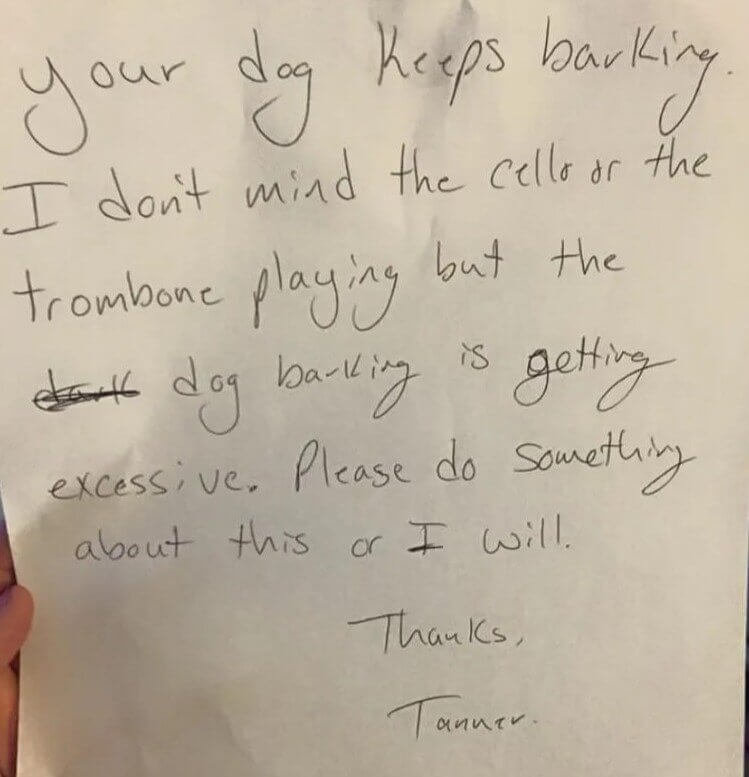 your dog keeps barking.
I don't mind the cello or the
trombone playing but the
dark dog barking is getting
excessive. Please do something
about this or I will.
Thanks,
Tanner.